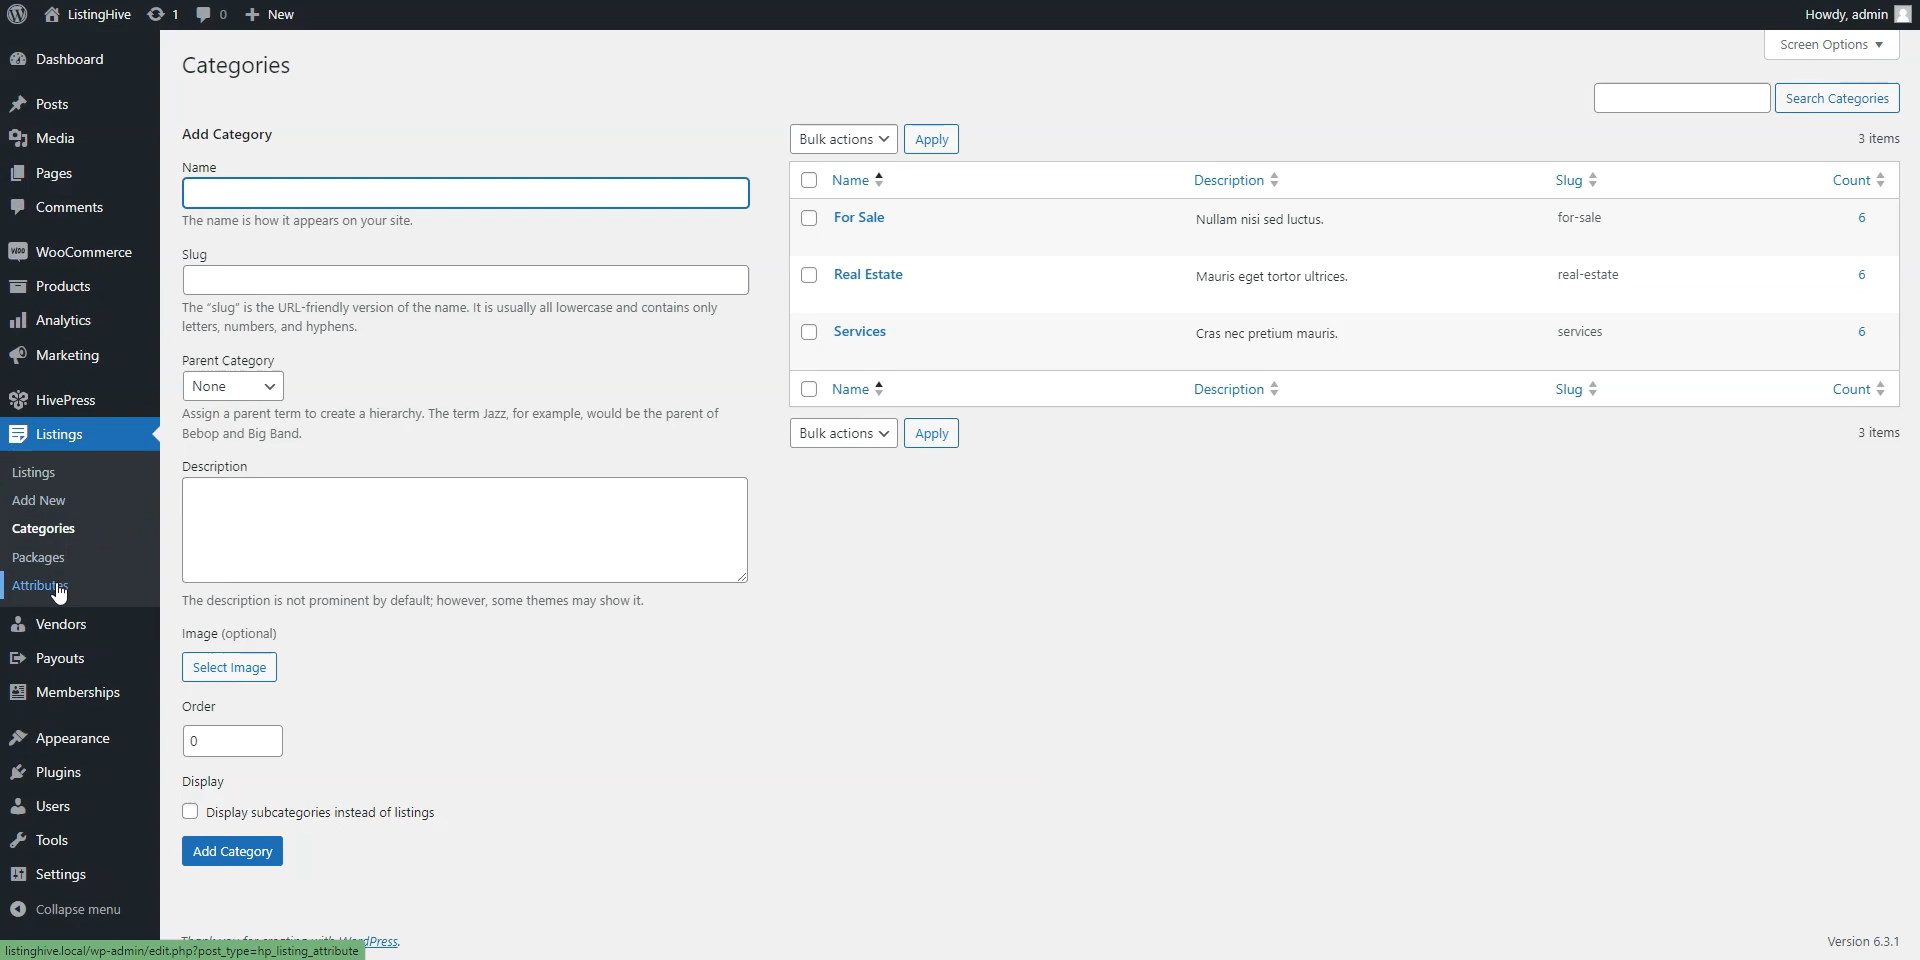 ListingHive 1 0 New Howdy, admin
Screen Options
Dashboard
Posts
Media
Pages
Comments
WooCommerce
Products
Analytics
Marketing
HivePress
Listings
Listings
Add New
Categories
Packages
Attributes
Vendors
Payouts
Memberships
Appearance
Plugins
Users
Tools
Settings
Collapse menu
Categories
Search Categories
Add Category
Name
The name is how it appears on your site.
Slug
The “slug” is the URL-friendly version of the name. It is usually all lowercase and contains only
letters, numbers, and hyphens.
Parent Category
None
Assign a parent term to create a hierarchy. The term Jazz, for example, would be the parent of
Bebop and Big Band.
Description
The description is not prominent by default; however, some themes may show it.
Image (optional)
Select Image
Order
0
Display
Display subcategories instead of listings
Add Category
Bulk actions Apply 3 items
Name Description Slug Count
For Sale Nullam nisi sed luctus. for-sale 6
Real Estate Mauris eget tortor ultrices. real-estate 6
Services Cras nec pretium mauris. services 6
Name Description Slug Count
Bulk actions Apply 3 items
Thank you for creating with WordPress. Version 6.3.1
listinghive.local/wp-admin/edit.php?post_type=hp_listing_attribute